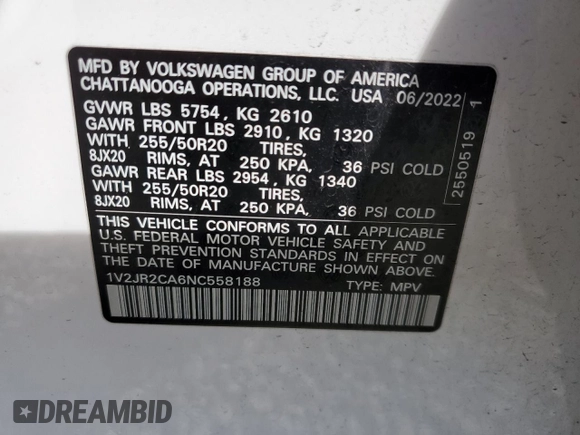 MFD BY VOLKSWAGEN GROUP OF AMERICA
CHATTANOOGA OPERATIONS, LLC. USA 06/2022
GVWR LBS 5754, KG 2610
GAWR FRONT LBS 2910, KG 1320
WITH 255/50R20 TIRES,
8JX20 RIMS, AT 250 KPA, 36 PSI COLD
GAWR REAR LBS 2954, KG 1340
WITH 255/50R20 TIRES,
8JX20 RIMS, AT 250 KPA, 36 PSI COLD
THIS VEHICLE CONFORMS TO ALL APPLICABLE
U.S. FEDERAL MOTOR VEHICLE SAFETY AND
THEFT PREVENTION STANDARDS IN EFFECT ON THE
DATE OF MANUFACTURE SHOWN ABOVE.
1V2JR2CA6NC558188 TYPE: MPV
2550519 1
DREAMBID